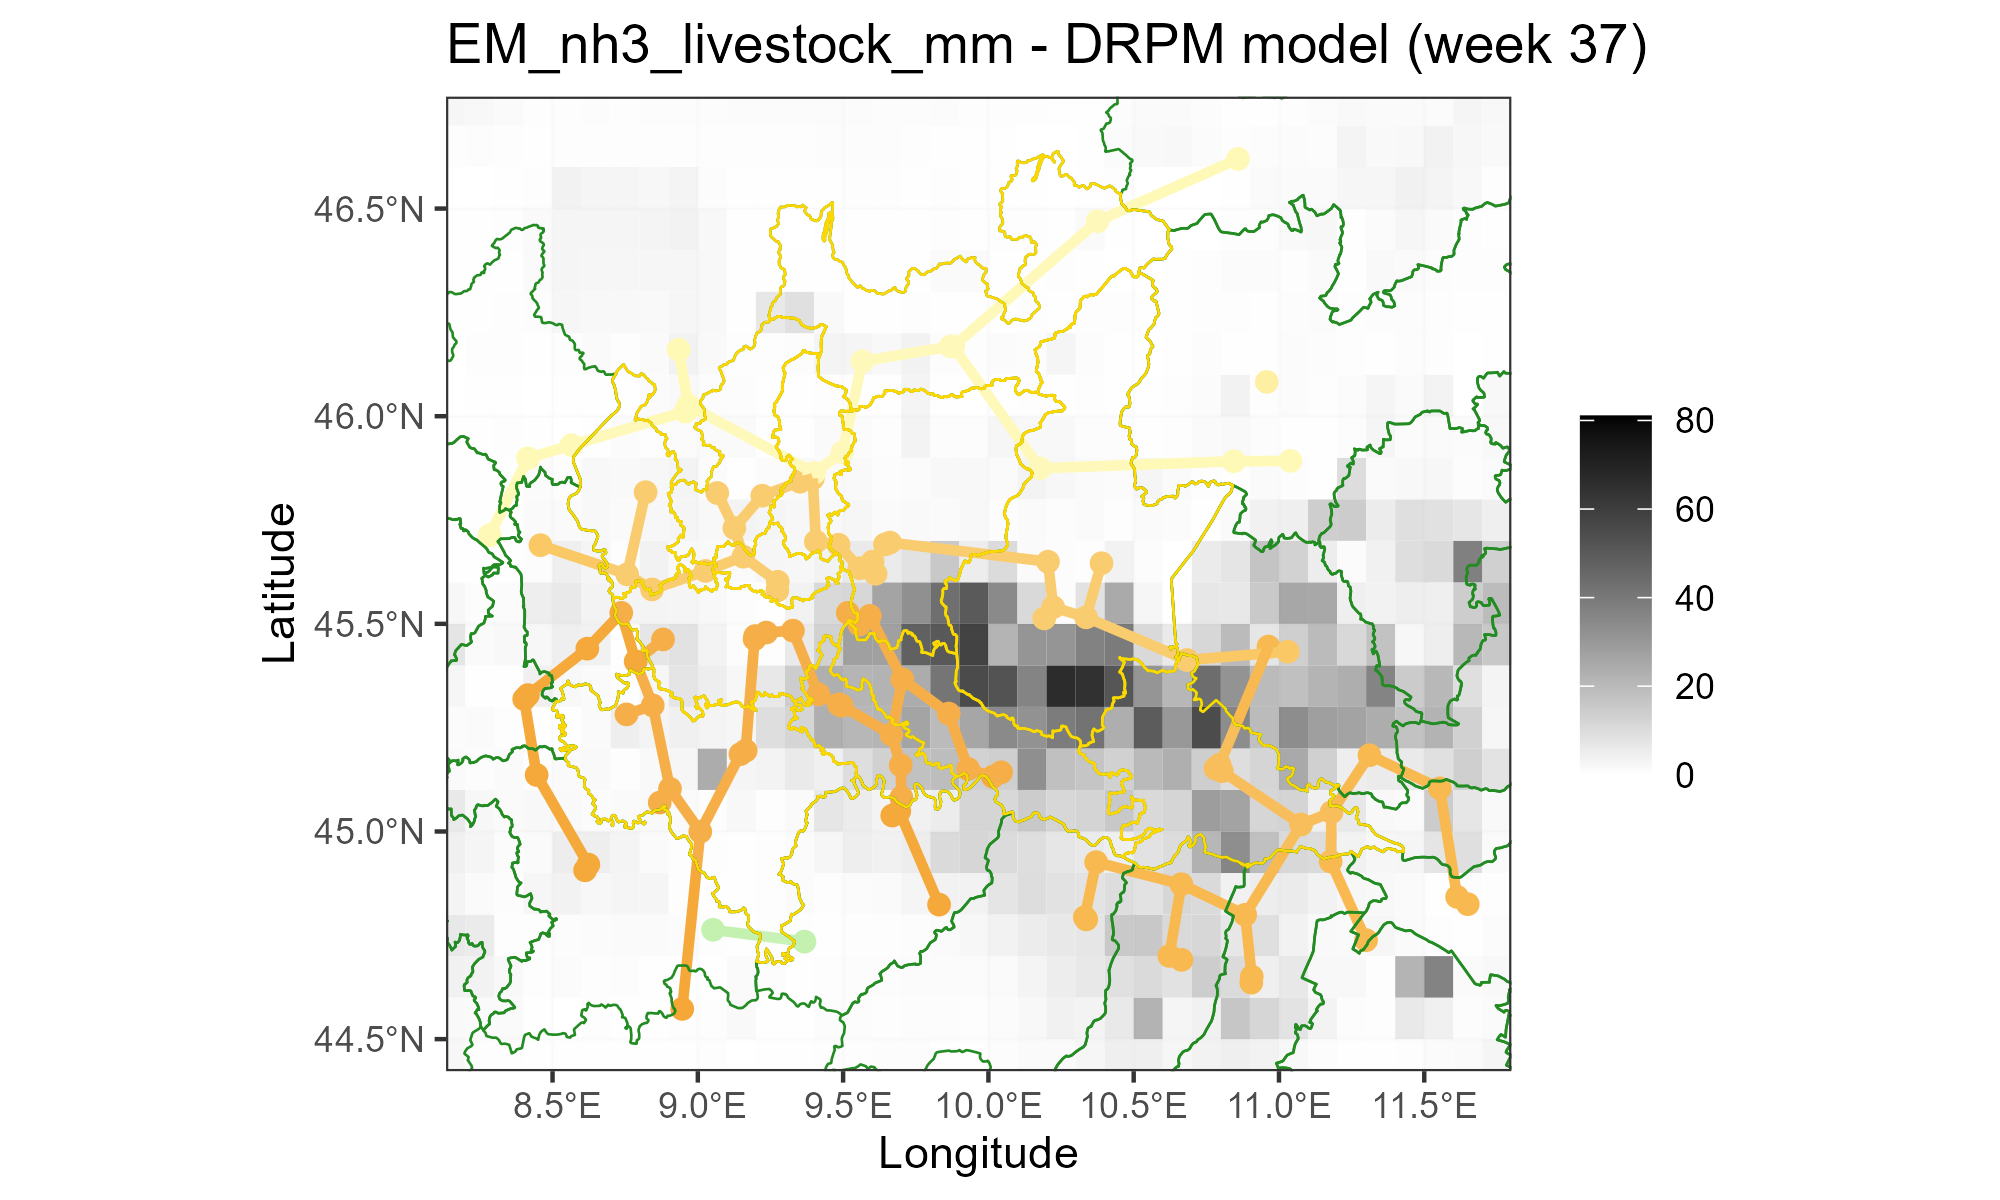 EM_nh3_livestock_mm - DRPM model (week 37)
46.5°N
46.0°N
45.5°N
45.0°N
44.5°N
Latitude
8.5°E
9.0°E
9.5°E
10.0°E
10.5°E
11.0°E
11.5°E
Longitude
80
60
40
20
0